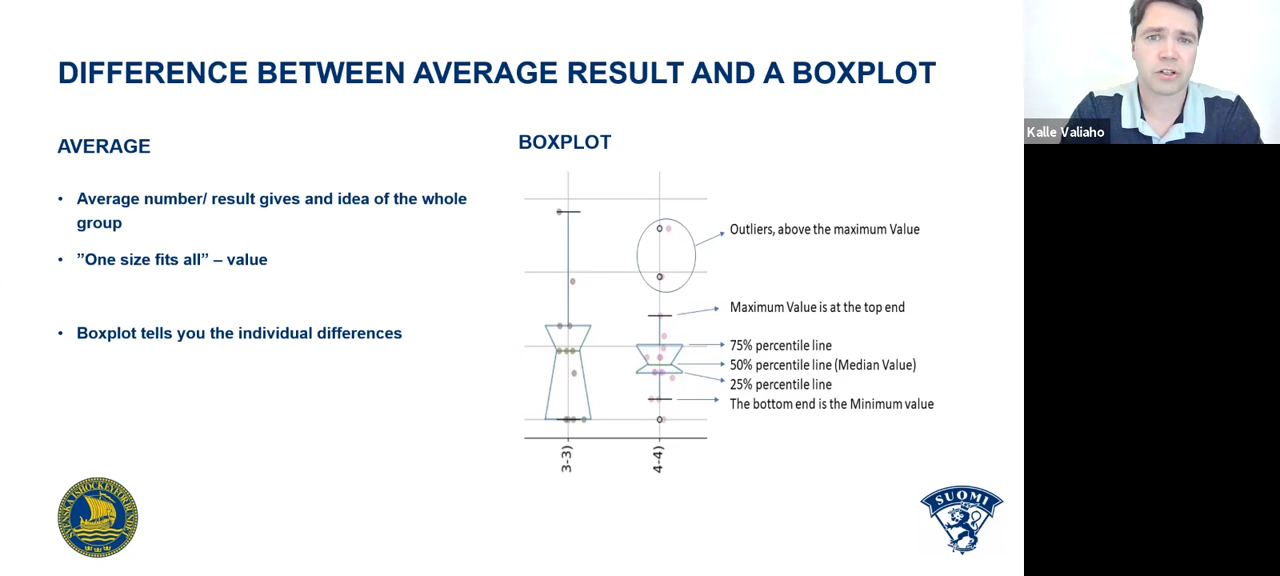 DIFFERENCE BETWEEN AVERAGE RESULT AND A BOXPLOT
Kalle Valiaho
AVERAGE
• Average number/ result gives and idea of the whole
group
• ”One size fits all” – value
• Boxplot tells you the individual differences
BOXPLOT
Outliers, above the maximum Value
Maximum Value is at the top end
75% percentile line
50% percentile line (Median Value)
25% percentile line
The bottom end is the Minimum value
3-3)
4-4)
SVENSKA ISHOCKEYFÖRBUNDET
SUOMI